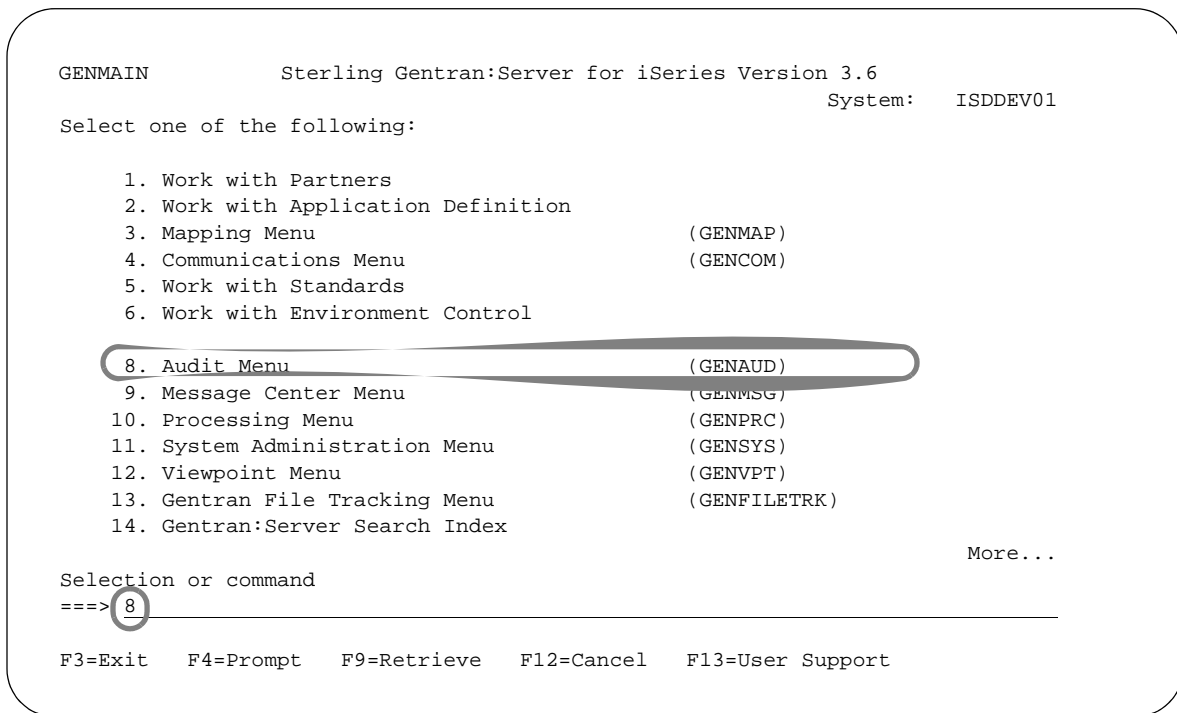 GENMAIN Sterling Gentran:Server for iSeries Version 3.6
System: ISDDEV01
Select one of the following:
1. Work with Partners
2. Work with Application Definition
3. Mapping Menu (GENMAP)
4. Communications Menu (GENCOM)
5. Work with Standards
6. Work with Environment Control
8. Audit Menu (GENAUD)
9. Message Center Menu (GENMSG)
10. Processing Menu (GENPRC)
11. System Administration Menu (GENSYS)
12. Viewpoint Menu (GENVPT)
13. Gentran File Tracking Menu (GENFILETRK)
14. Gentran:Server Search Index
More...
Selection or command
===> 8
F3=Exit F4=Prompt F9=Retrieve F12=Cancel F13=User Support